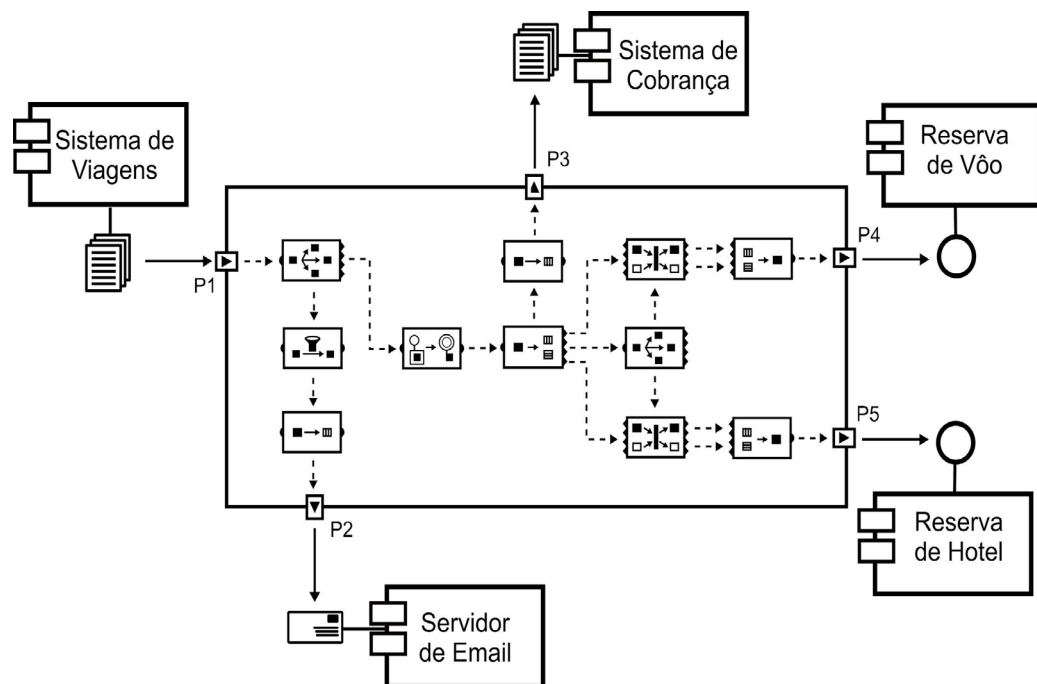 Sistema de
Cobrança
Sistema de
Viagens
Reserva
de Vôo
P3
P4
P1
P5
P2
Reserva
de Hotel
Servidor
de Email